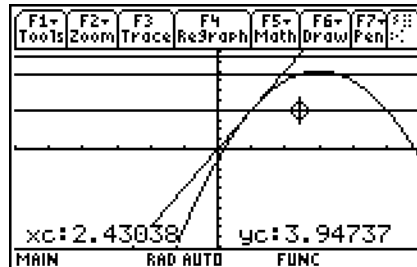 F1▾ F2▾ F3 F4 F5▾ F6▾ F7▾
Tools Zoom Trace ReGraph Math Draw Pen
xc:2.43038 yc:3.94737
MAIN RAD AUTO FUNC